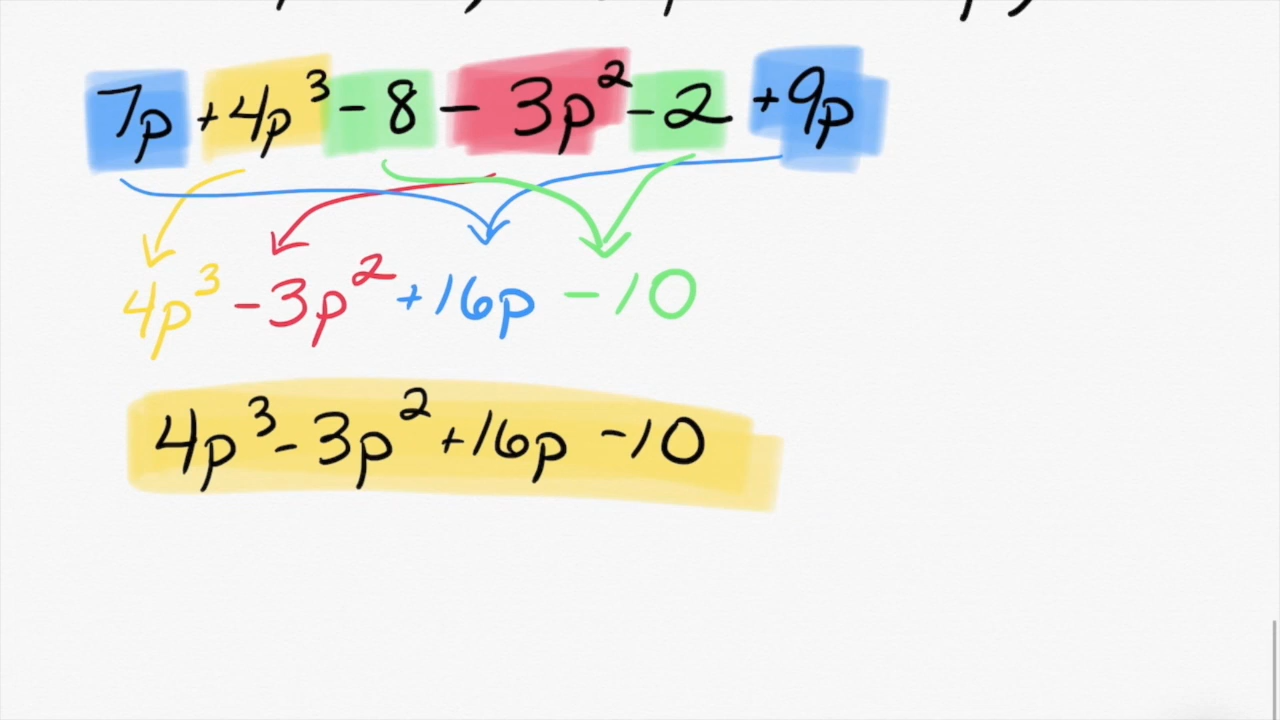 7p + 4p³ - 8 - 3p² - 2 + 9p
4p³ - 3p² + 16p - 10
4p³ - 3p² + 16p - 10